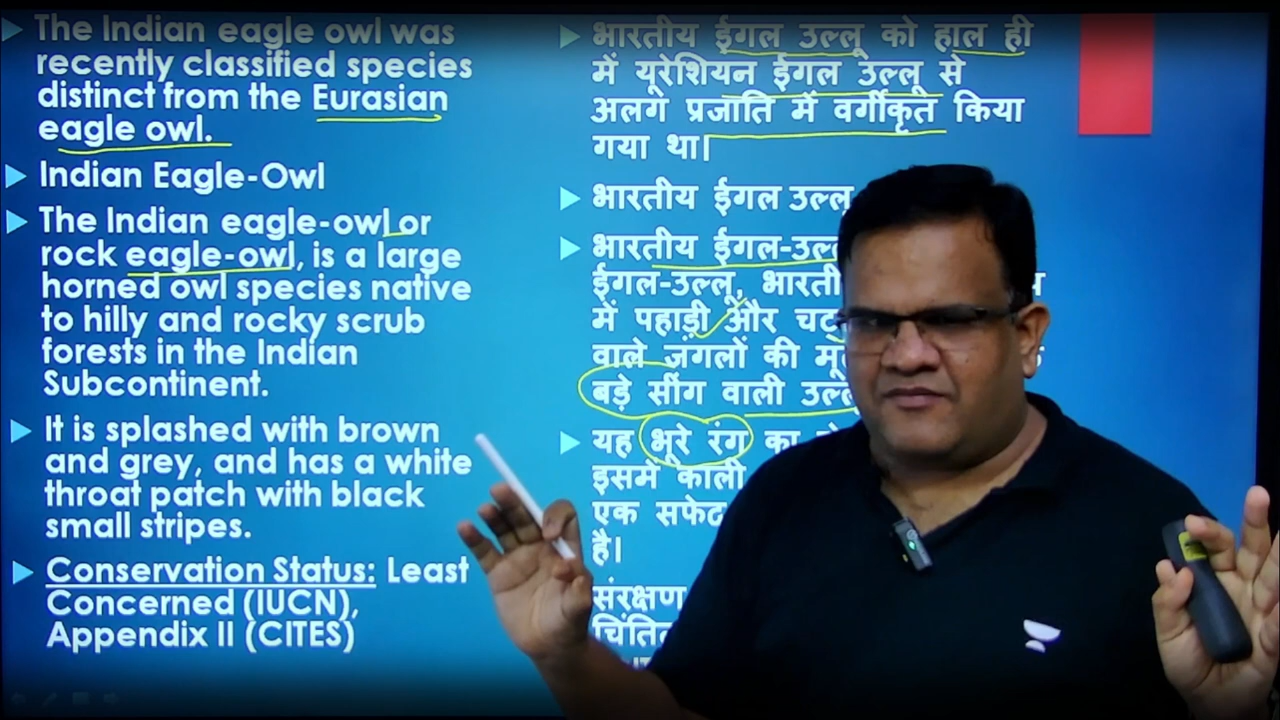 The Indian eagle owl was
recently classified species
distinct from the Eurasian
eagle owl.
Indian Eagle-Owl
The Indian eagle-owl or
rock eagle-owl, is a large
horned owl species native
to hilly and rocky scrub
forests in the Indian
Subcontinent.
It is splashed with brown
and grey, and has a white
throat patch with black
small stripes.
Conservation Status: Least
Concerned (IUCN),
Appendix II (CITES)
भारतीय ईगल उल्लू को हाल ही
में यूरेशियन ईगल उल्लू से
अलग प्रजाति में वर्गीकृत किया
गया था।
भारतीय ईगल उल्लू
भारतीय
ईगल-उल्लू,
में पहाड़ी और
वाले जंगलों की
बड़े सींग वाली
यह भूरे रंग का
इसमें काली
एक सफेद
है।
संरक्षण